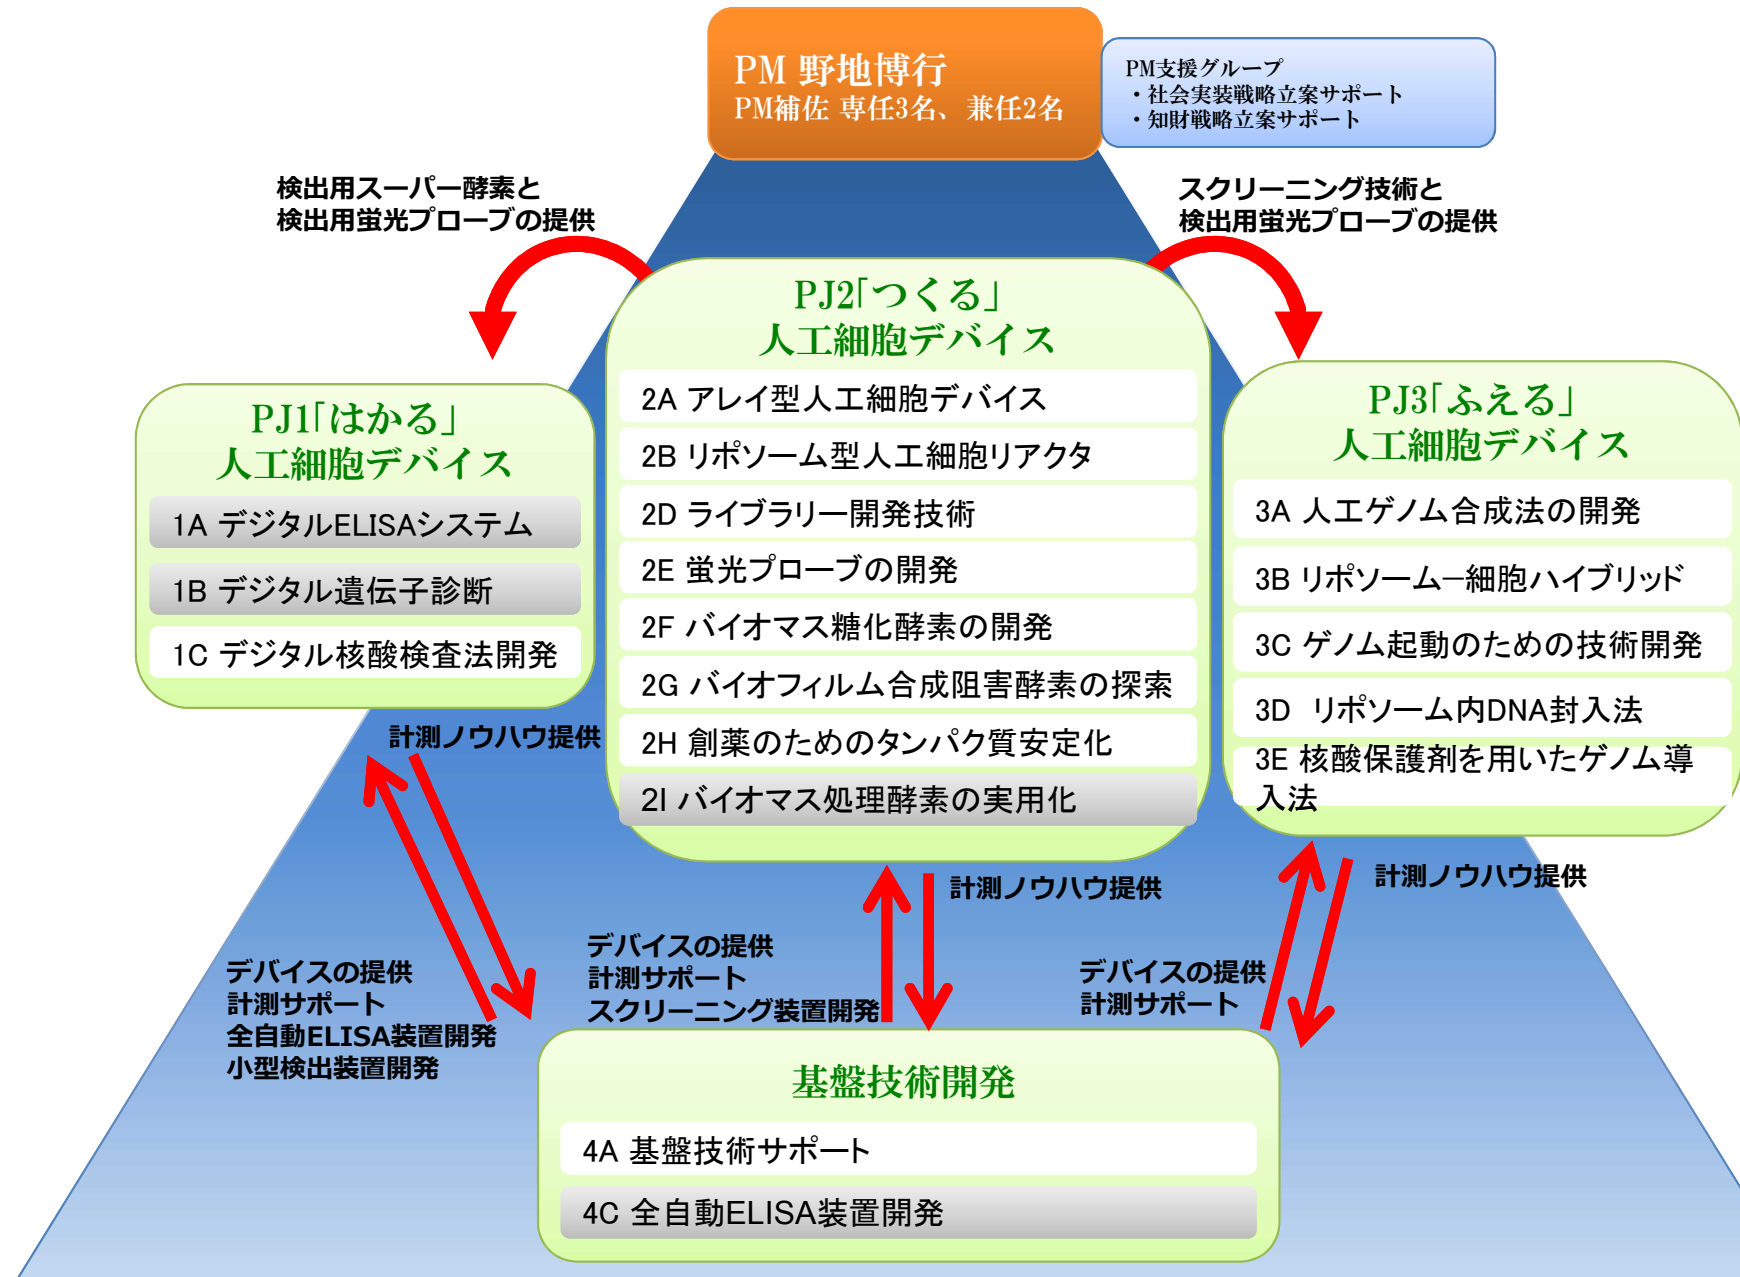 PM 野地博行
PM補佐 専任3名、兼任2名
PM支援グループ
・社会実装戦略立案サポート
・知財戦略立案サポート
検出用スーパー酵素と
検出用蛍光プローブの提供
スクリーニング技術と
検出用蛍光プローブの提供
PJ1「はかる」
人工細胞デバイス
1A デジタルELISAシステム
1B デジタル遺伝子診断
1C デジタル核酸検査法開発
PJ2「つくる」
人工細胞デバイス
2A アレイ型人工細胞デバイス
2B リポソーム型人工細胞リアクタ
2D ライブラリー開発技術
2E 蛍光プローブの開発
2F バイオマス糖化酵素の開発
2G バイオフィルム合成阻害酵素の探索
2H 創薬のためのタンパク質安定化
2I バイオマス処理酵素の実用化
PJ3「ふえる」
人工細胞デバイス
3A 人工ゲノム合成法の開発
3B リポソーム−細胞ハイブリッド
3C ゲノム起動のための技術開発
3D　リポソーム内DNA封入法
3E 核酸保護剤を用いたゲノム導
入法
計測ノウハウ提供
デバイスの提供
計測サポート
全自動ELISA装置開発
小型検出装置開発
計測ノウハウ提供
デバイスの提供
計測サポート
スクリーニング装置開発
計測ノウハウ提供
デバイスの提供
計測サポート
基盤技術開発
4A 基盤技術サポート
4C 全自動ELISA装置開発